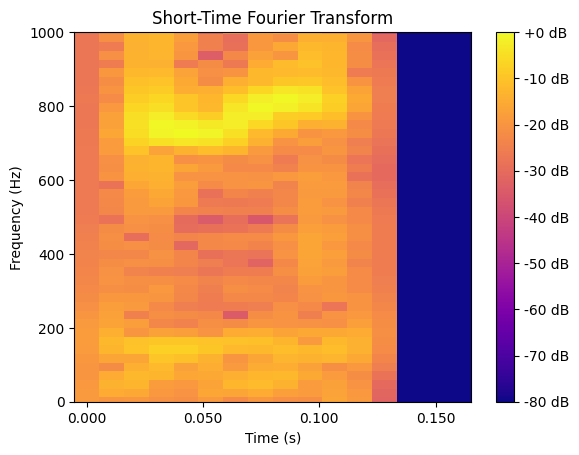 Short-Time Fourier Transform
1000
800
600
400
200
0
Frequency (Hz)
0.000
0.050
0.100
0.150
Time (s)
+0 dB
-10 dB
-20 dB
-30 dB
-40 dB
-50 dB
-60 dB
-70 dB
-80 dB